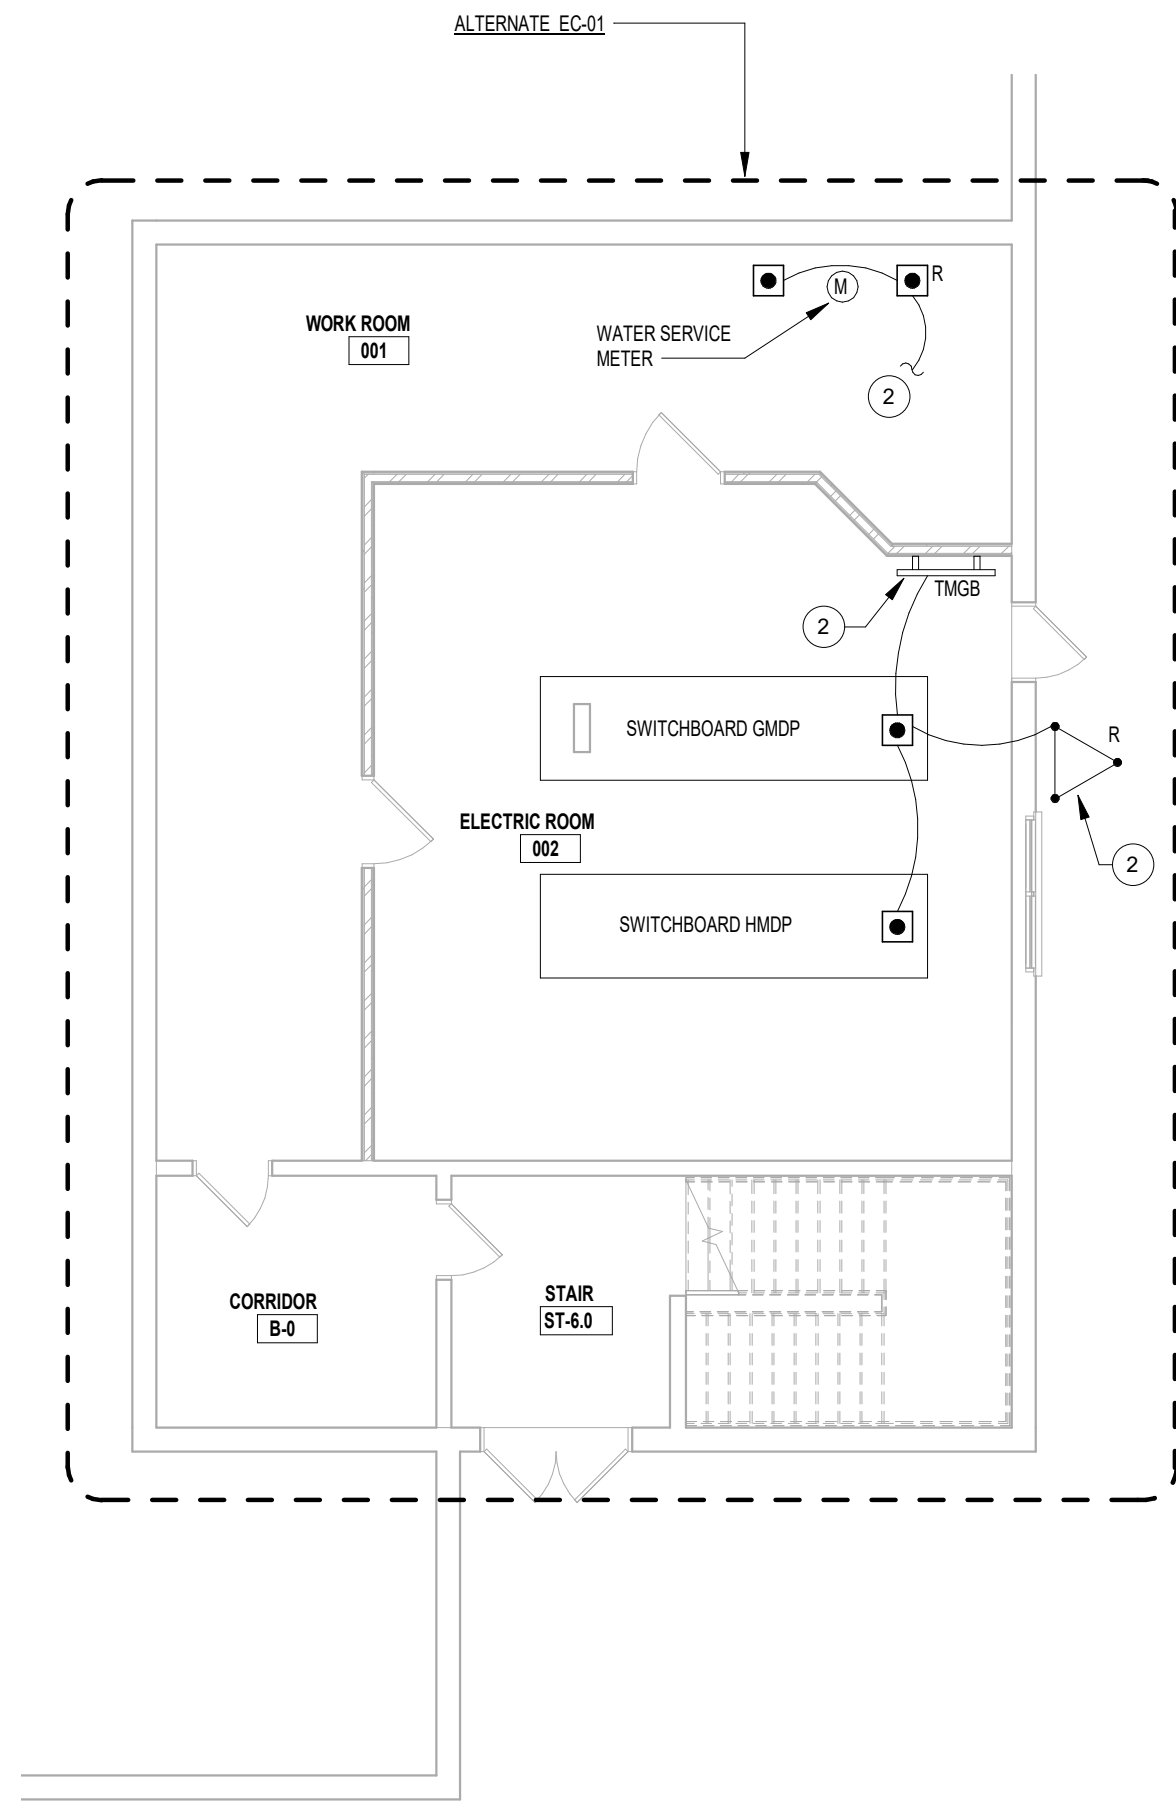 ALTERNATE EC-01
R
M
WORK ROOM
001
WATER SERVICE
METER
2
TMGB
2
SWITCHBOARD GMDP
R
ELECTRIC ROOM
002
2
SWITCHBOARD HMDP
STAIR
ST-6.0
CORRIDOR
B-0